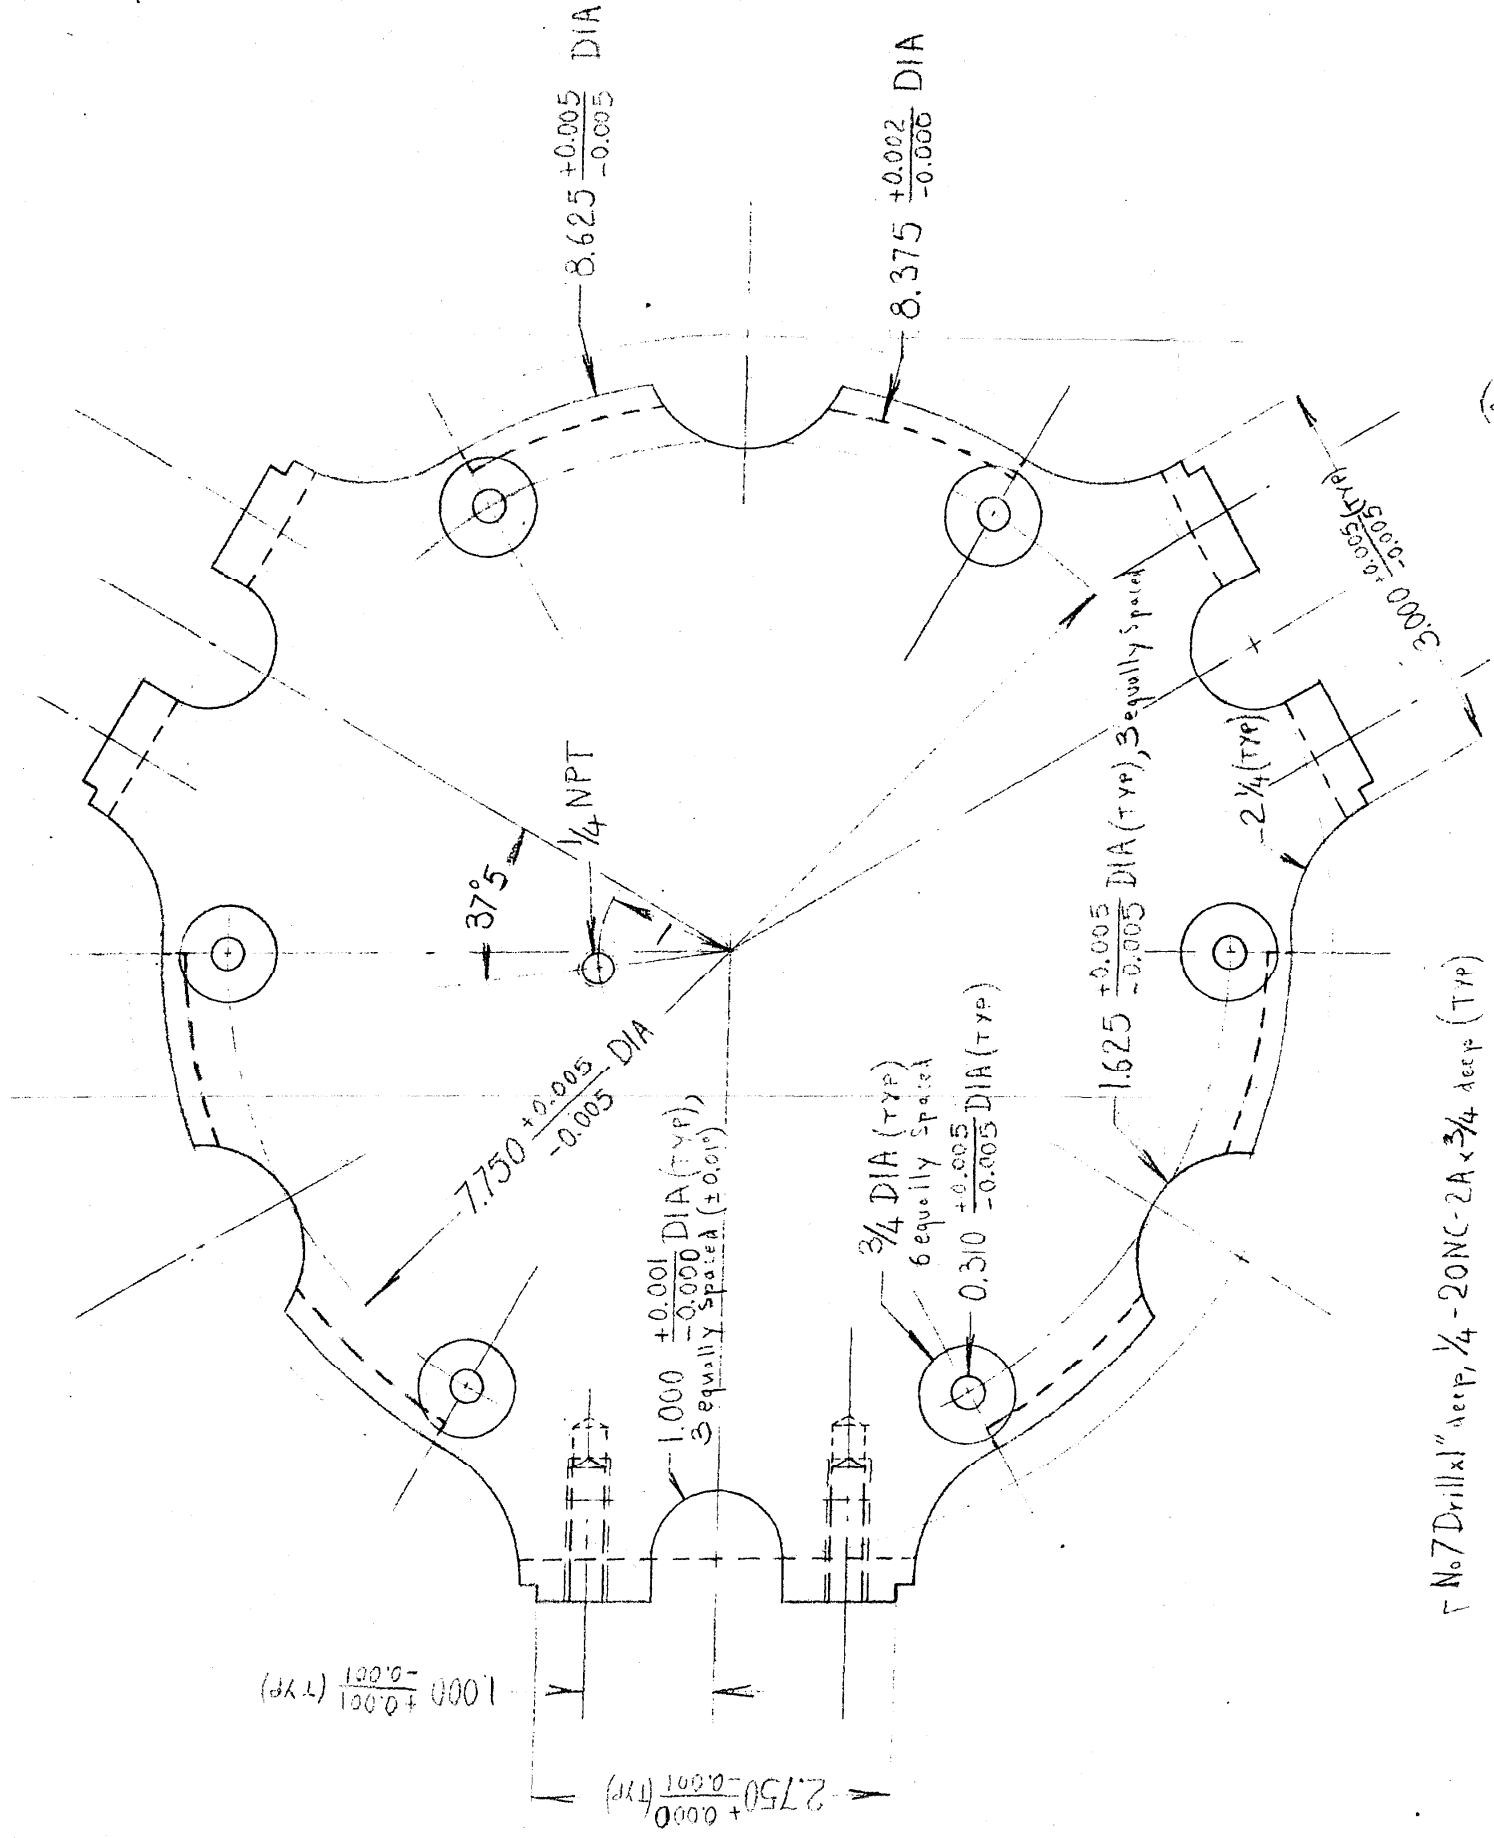 8.625 +0.005 DIA
-0.005
8.375 +0.002 DIA
-0.000
3.000 +0.005 (TYP)
-0.005
1/4 NPT
37°5
1
7.750 +0.005 DIA
-0.005
2 1/4 (TYP)
1.625 +0.005 DIA (TYP), 3 equally spaced
-0.005
3/4 DIA (TYP)
6 equally spaced
0.310 +0.005 DIA (TYP)
-0.005
1.000 +0.001 DIA (TYP),
-0.000
3 equally spaced (± 0.01°)
1.000 +0.001 (TYP)
-0.001
2.750 +0.000 (TYP)
-0.001
No 7 Drill x 1" deep, 1/4 - 20NC - 2A x 3/4 deep (TYP)